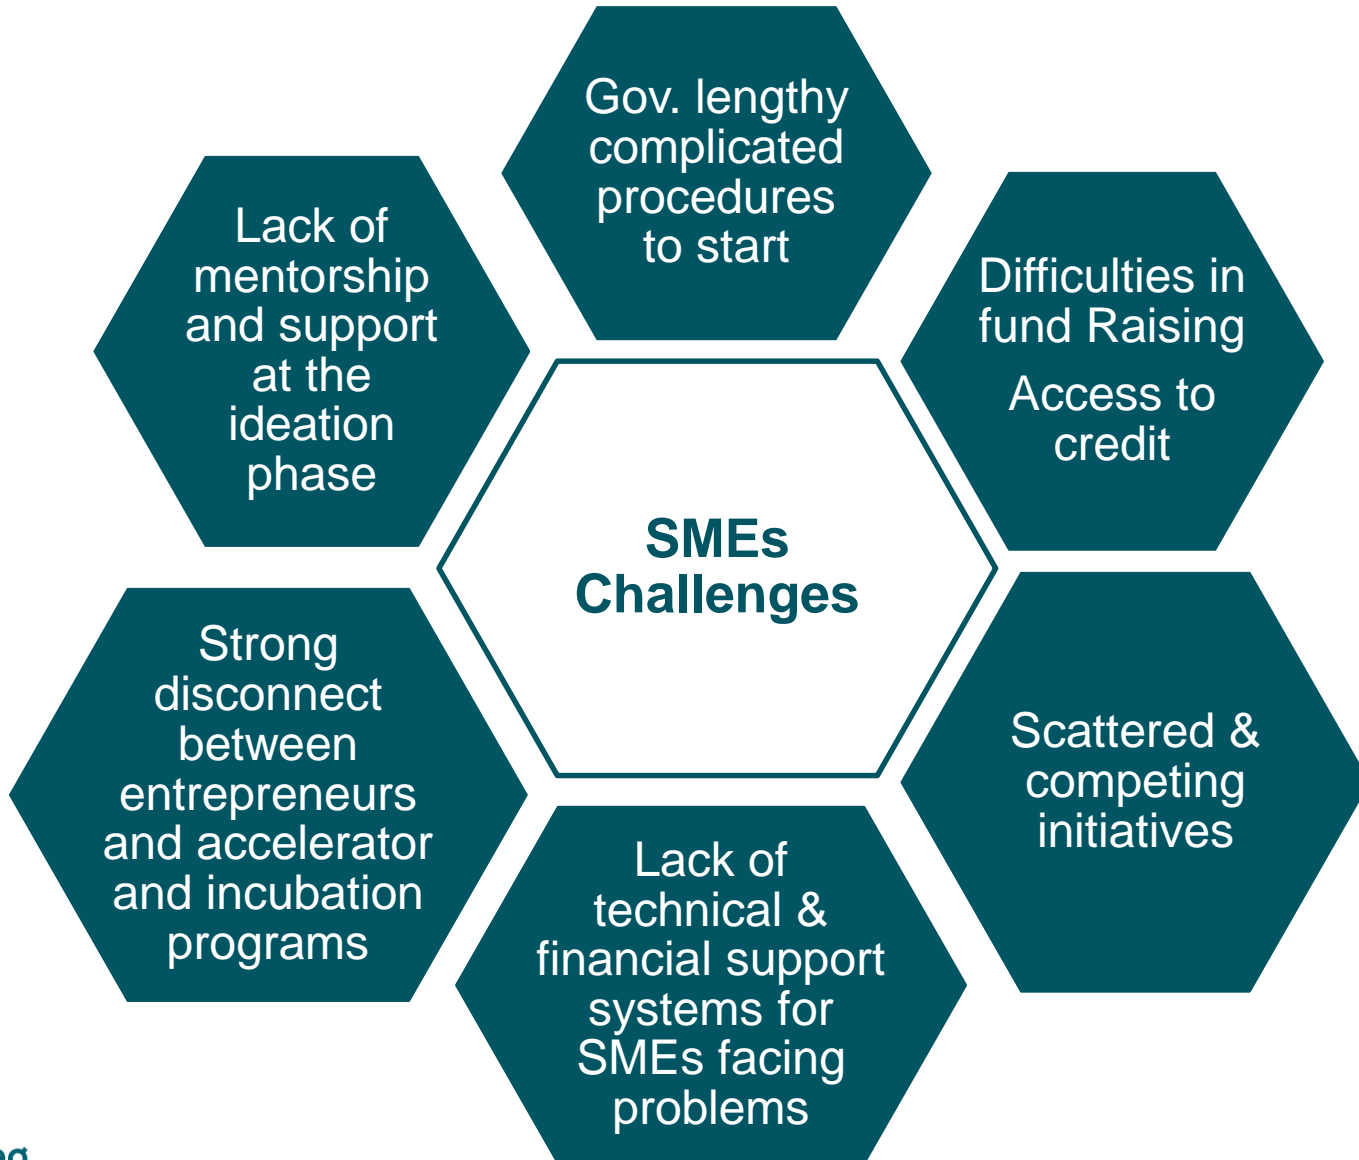 Gov. lengthy
complicated
procedures
to start
Difficulties in
fund Raising
Access to
credit
Scattered &
competing
initiatives
Lack of
technical &
financial support
systems for
SMEs facing
problems
Strong
disconnect
between
entrepreneurs
and accelerator
and incubation
programs
Lack of
mentorship
and support
at the
ideation
phase
SMEs
Challenges